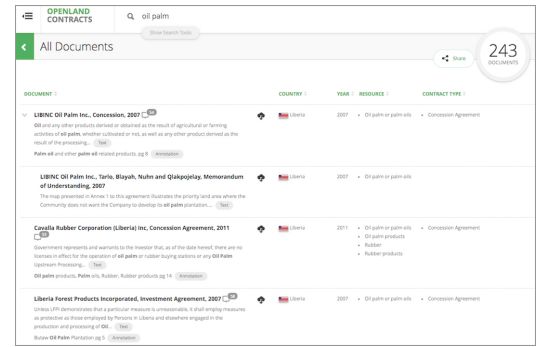 OPENLAND
CONTRACTS
oil palm
Show Search Tools
All Documents
Share
243
DOCUMENTS
DOCUMENT
COUNTRY
YEAR
RESOURCE
CONTRACT TYPE
LIBINC Oil Palm Inc., Concession, 2007
Liberia
2007
• Oil palm or palm oils
• Concession Agreement
Oil and any other products derived or obtained as the result of agricultural or farming
activities of oil palm, whether cultivated or not, as well as any other product derived as the
result of the processing... Text
Palm oil and other palm oil related products, pg 8 Annotation
LIBINC Oil Palm Inc., Tarlo, Blayah, Nuhn and Qlakpojelay, Memorandum
of Understanding, 2007
Liberia
2007
• Oil palm or palm oils
The map presented in Annex 1 to this agreement illustrates the priority land area where the
Community does not want the Company to develop its oil palm plantation... Text
Cavalla Rubber Corporation (Liberia) Inc, Concession Agreement, 2011
Liberia
2011
• Oil palm or palm oils
• Oil palm products
• Rubber
• Rubber products
• Concession Agreement
Government represents and warrants to the Investor that, as of the date hereof, there are no
licenses in effect for the operation of oil palm or rubber buying stations or any Oil Palm
Upstream Processing... Text
Oil palm products, Palm oils, Rubber, Rubber products pg 14 Annotation
Liberia Forest Products Incorporated, Investment Agreement, 2007
Liberia
2007
• Oil palm or palm oils
• Concession Agreement
Unless LFPI demonstrates that a particular measure is unreasonable, it shall employ measures
as protective as those employed by Persons in Liberia and elsewhere engaged in the
production and processing of Oil... Text
Butaw Oil Palm Plantation pg 5 Annotation